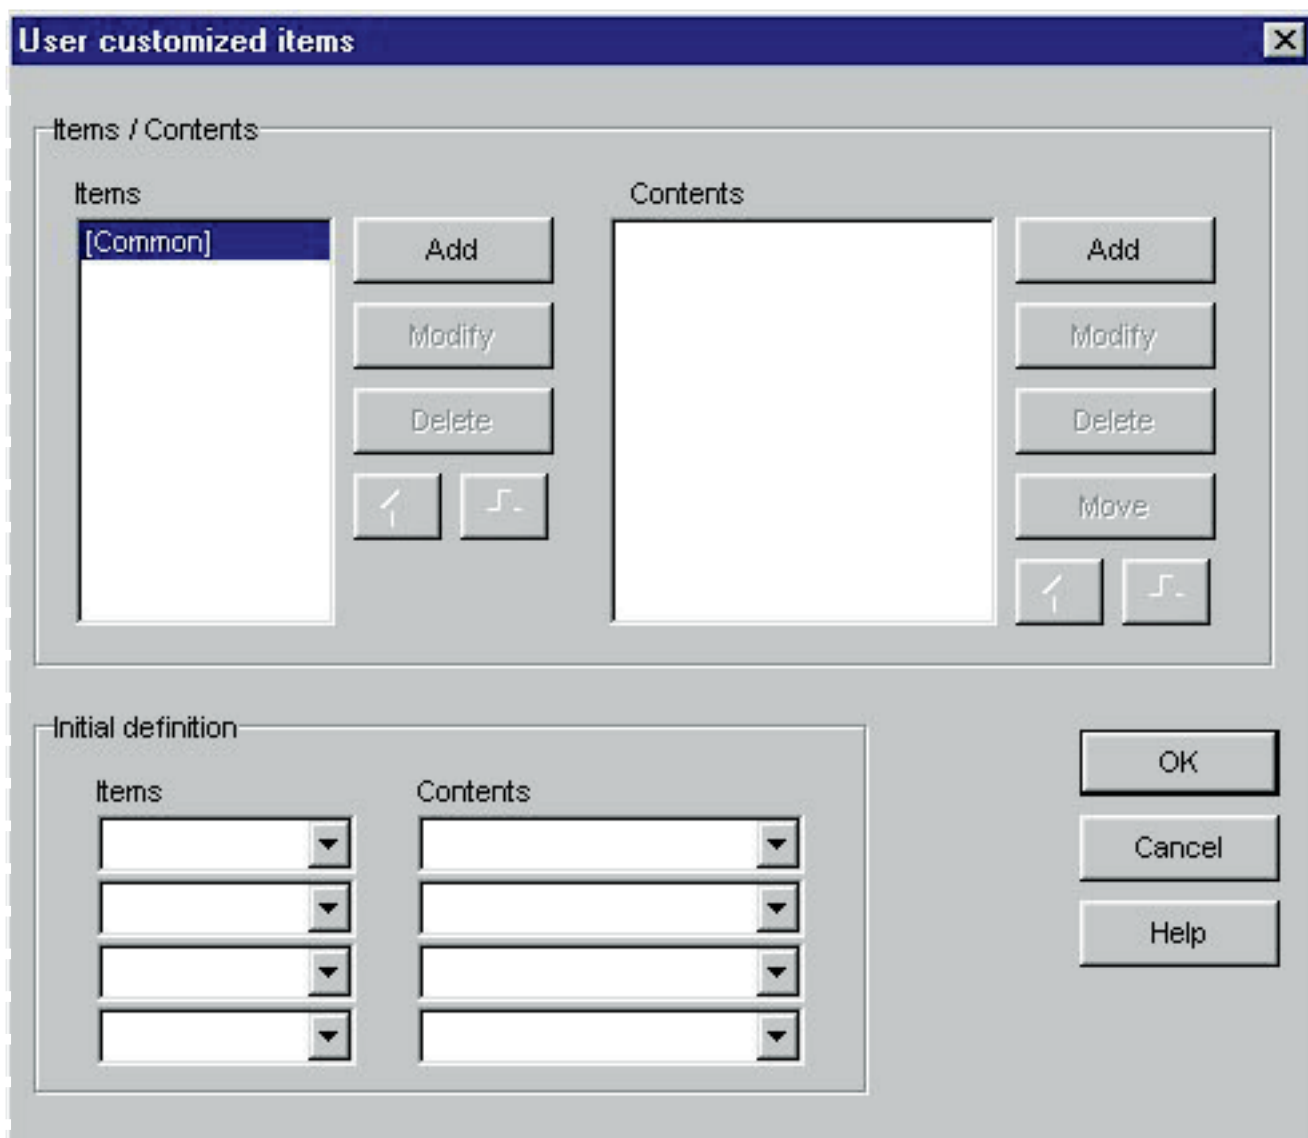 User customized items
Items / Contents
Items
Contents
[Common]
Add
Add
Modify
Modify
Delete
Delete
Move
Initial definition
Items
Contents
OK
Cancel
Help